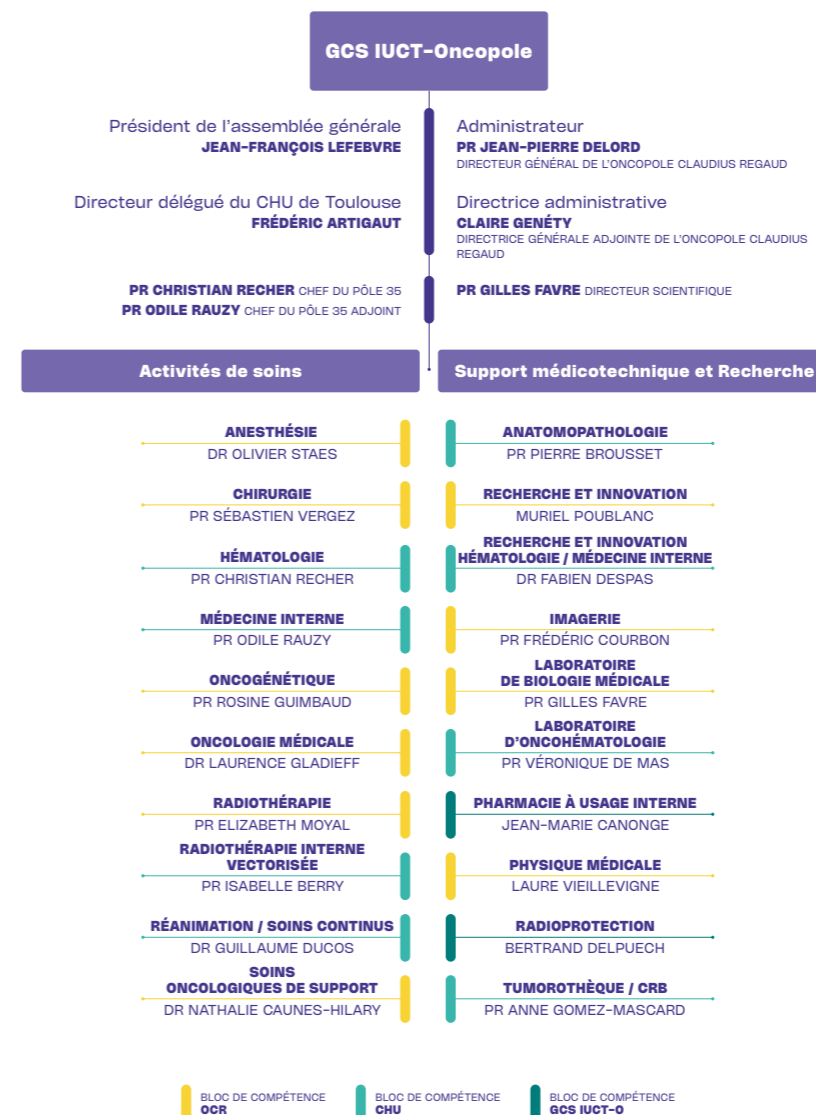 GCS IUCT-Oncopole
Président de l'assemblée générale
JEAN-FRANÇOIS LEFEBVRE
Administrateur
PR JEAN-PIERRE DELORD
DIRECTEUR GÉNÉRAL DE L'ONCOPOLE CLAUDIUS REGAUD
Directeur délégué du CHU de Toulouse
FRÉDÉRIC ARTIGAUT
Directrice administrative
CLAIRE GENÉTY
DIRECTRICE GÉNÉRALE ADJOINTE DE L'ONCOPOLE CLAUDIUS
REGAUD
PR CHRISTIAN RECHER CHEF DU PÔLE 35
PR ODILE RAUZY CHEF DU PÔLE 35 ADJOINT
PR GILLES FAVRE DIRECTEUR SCIENTIFIQUE
Activités de soins
ANESTHÉSIE
DR OLIVIER STAES
CHIRURGIE
PR SÉBASTIEN VERGEZ
HÉMATOLOGIE
PR CHRISTIAN RECHER
MÉDECINE INTERNE
PR ODILE RAUZY
ONCOGÉNÉTIQUE
PR ROSINE GUIMBAUD
ONCOLOGIE MÉDICALE
DR LAURENCE GLADIEFF
RADIOTHÉRAPIE
PR ELIZABETH MOYAL
RADIOTHÉRAPIE INTERNE
VECTORISÉE
PR ISABELLE BERRY
RÉANIMATION / SOINS CONTINUS
DR GUILLAUME DUCOS
SOINS
ONCOLOGIQUES DE SUPPORT
DR NATHALIE CAUNES-HILARY
Support médicotechnique et Recherche
ANATOMOPATHOLOGIE
PR PIERRE BROUSSET
RECHERCHE ET INNOVATION
MURIEL POUBLANC
RECHERCHE ET INNOVATION
HÉMATOLOGIE / MÉDECINE INTERNE
DR FABIEN DESPAS
IMAGERIE
PR FRÉDÉRIC COURBON
LABORATOIRE
DE BIOLOGIE MÉDICALE
PR GILLES FAVRE
LABORATOIRE
D'ONCOHÉMATOLOGIE
PR VÉRONIQUE DE MAS
PHARMACIE À USAGE INTERNE
JEAN-MARIE CANONGE
PHYSIQUE MÉDICALE
LAURE VIEILLEVIGNE
RADIOPROTECTION
BERTRAND DELPUECH
TUMOROTHÈQUE / CRB
PR ANNE GOMEZ-MASCARD
BLOC DE COMPÉTENCE
OCR
BLOC DE COMPÉTENCE
CHU
BLOC DE COMPÉTENCE
GCS IUCT-O